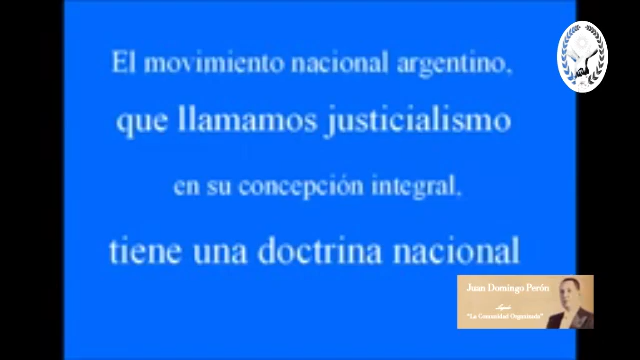 El movimiento nacional argentino,
que llamamos justicialismo
en su concepción integral,
tiene una doctrina nacional
Juan Domingo Perón
"La Comunidad Organizada"